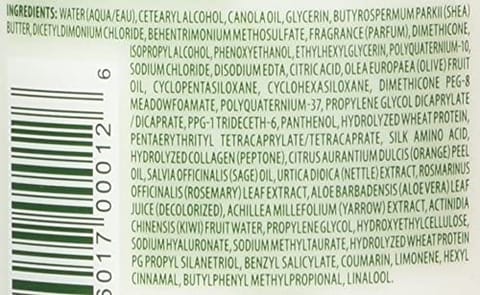 INGREDIENTS: WATER (AQUA/EAU), CETEARYL ALCOHOL, CANOLA OIL, GLYCERIN, BUTYROSPERMUM PARKII (SHEA)
BUTTER, DICETYLDIMONIUM CHLORIDE, BEHENTRIMONIUM METHOSULFATE, FRAGRANCE (PARFUM), DIMETHICONE,
ISOPROPYL ALCOHOL, PHENOXYETHANOL, ETHYLHEXYLGLYCERIN, POLYQUATERNIUM-10,
SODIUM CHLORIDE, DISODIUM EDTA, CITRIC ACID, OLEA EUROPAEA (OLIVE) FRUIT
OIL, CYCLOPENTASILOXANE, CYCLOHEXASILOXANE, DIMETHICONE PEG-8
MEADOWFOAMATE, POLYQUATERNIUM-37, PROPYLENE GLYCOL DICAPRYLATE
/DICAPRATE, PPG-1 TRIDECETH-6, PANTHENOL, HYDROLYZED WHEAT PROTEIN,
PENTAERYTHRITYL TETRACAPRYLATE/TETRACAPRATE, SILK AMINO ACID,
HYDROLYZED COLLAGEN (PEPTONE), CITRUS AURANTIUM DULCIS (ORANGE) PEEL
OIL, SALVIA OFFICINALIS (SAGE) OIL, URTICA DIOICA (NETTLE) EXTRACT, ROSMARINUS
OFFICINALIS (ROSEMARY) LEAF EXTRACT, ALOE BARBADENSIS (ALOE VERA) LEAF
JUICE (DECOLORIZED), ACHILLEA MILLEFOLIUM (YARROW) EXTRACT, ACTINIDIA
CHINENSIS (KIWI) FRUIT WATER, PROPYLENE GLYCOL, HYDROXYETHYLCELLULOSE,
SODIUM HYALURONATE, SODIUM METHYLTAURATE, HYDROLYZED WHEAT PROTEIN
PG PROPYL SILANETRIOL, BENZYL SALICYLATE, COUMARIN, LIMONENE, HEXYL
CINNAMAL, BUTYLPHENYL METHYLPROPIONAL, LINALOOL.
6017 00012 6